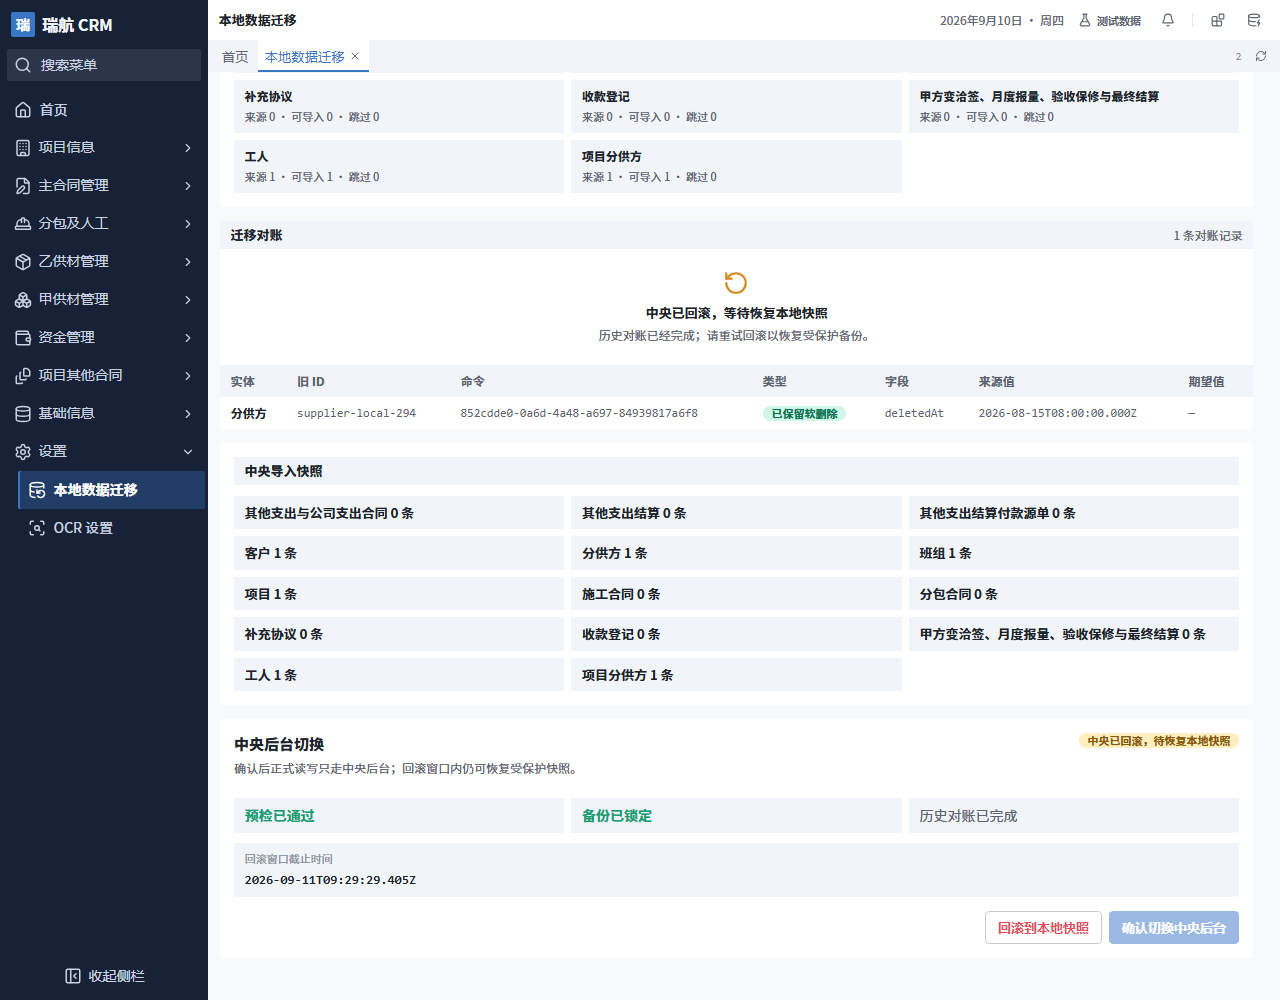 瑞 瑞航 CRM
搜索菜单
首页
项目信息
主合同管理
分包及人工
乙供材管理
甲供材管理
资金管理
项目其他合同
基础信息
设置
本地数据迁移
OCR 设置
收起侧栏
本地数据迁移
2026年9月10日 · 周四 测试数据
首页 本地数据迁移 × 2
补充协议 收款登记 甲方变洽签、月度报量、验收保修与最终结算
来源 0 · 可导入 0 · 跳过 0 来源 0 · 可导入 0 · 跳过 0 来源 0 · 可导入 0 · 跳过 0
工人 项目分供方
来源 1 · 可导入 1 · 跳过 0 来源 1 · 可导入 1 · 跳过 0
迁移对账 1 条对账记录
中央已回滚，等待恢复本地快照
历史对账已经完成；请重试回滚以恢复受保护备份。
实体 旧 ID 命令 类型 字段 来源值 期望值
分供方 supplier-local-294 852cdde0-0a6d-4a48-a697-84939817a6f8 已保留软删除 deletedAt 2026-08-15T08:00:00.000Z —
中央导入快照
其他支出与公司支出合同 0 条 其他支出结算 0 条 其他支出结算付款源单 0 条
客户 1 条 分供方 1 条 班组 1 条
项目 1 条 施工合同 0 条 分包合同 0 条
补充协议 0 条 收款登记 0 条 甲方变洽签、月度报量、验收保修与最终结算 0 条
工人 1 条 项目分供方 1 条
中央后台切换 中央已回滚，待恢复本地快照
确认后正式读写只走中央后台；回滚窗口内仍可恢复受保护快照。
预检已通过 备份已锁定 历史对账已完成
回滚窗口截止时间
2026-09-11T09:29:29.405Z
回滚到本地快照 确认切换中央后台